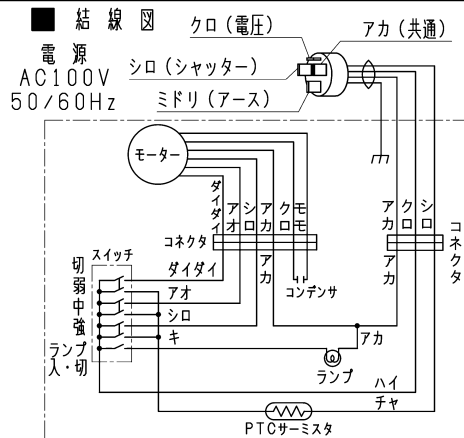 ■ 結線図
電源
AC100V
50/60Hz
クロ(電圧)
アカ(共通)
シロ(シャッター)
ミドリ(アース)
モーター
ダイダイ
アオ
シロ
アカ
クロ
モモ
アカ
クロ
シロ
コネクタ
コネクタ
アカ
アカ
ハイ
チャ
コンデンサ
スイッチ
切
弱
中
強
ランプ
入・切
ダイダイ
アオ
シロ
キ
アカ
ランプ
ハイ
チャ
PTCサーミスタ